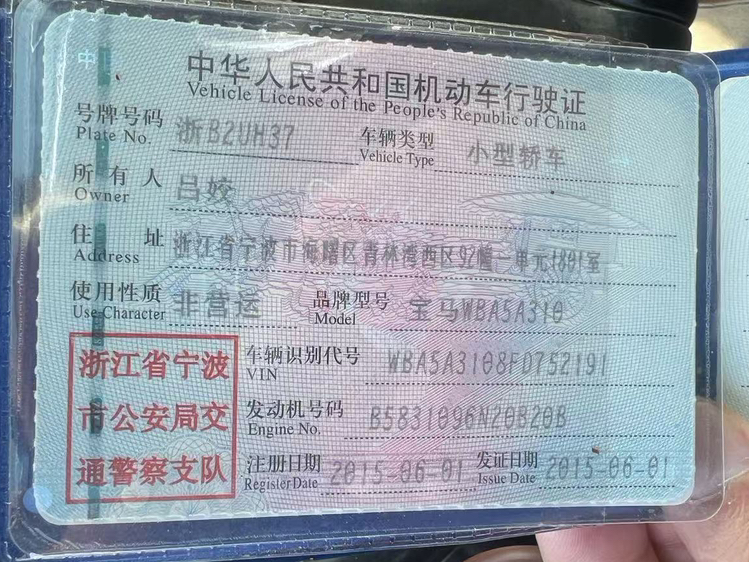 中华人民共和国机动车行驶证
Vehicle License of the People's Republic of China
号牌号码 浙B2UH37 车辆类型 小型轿车
Plate No. Vehicle Type
所有人 吕姣
Owner
住址 浙江省宁波市海曙区青林湾西区92幢一单元1801室
Address
使用性质 非营运 品牌型号 宝马WBA5A310
Use Character Model
浙江省宁波 车辆识别代号 WBA5A3108FD752191
VIN
市公安局交 发动机号码 B5831096N20B20B
Engine No.
通警察支队 注册日期 2015-06-01 发证日期 2015-06-01
Register Date Issue Date